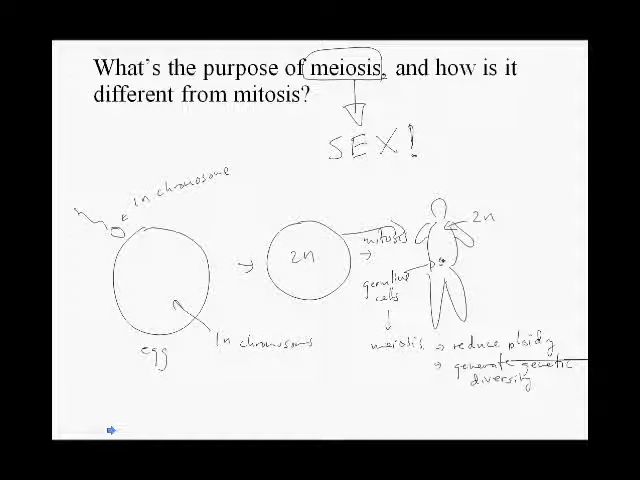 What's the purpose of meiosis, and how is it
different from mitosis?
SEX!
1n chromosome
2n
mitosis
2n
germline
cells
1n chromosoms
egg
meiosis → reduce ploidy
→ generate genetic
diversity